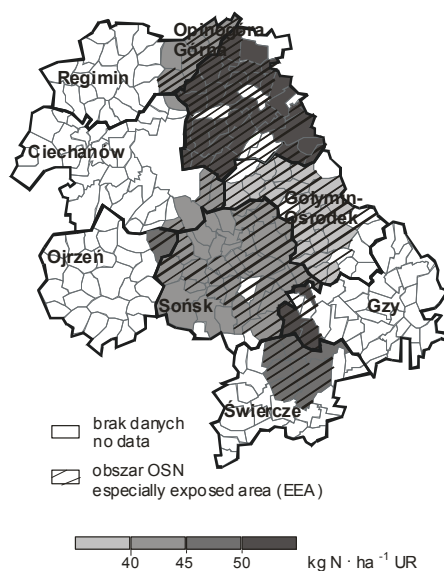 Opinogóra
Górna
Regimin
Ciechanów
Gołymin-
Ośrodek
Ojrzeń
Sońsk
Gzy
Świercze
brak danych
no data
obszar OSN
especially exposed area (EEA)
40 45 50 kg N · ha ⁻¹ UR